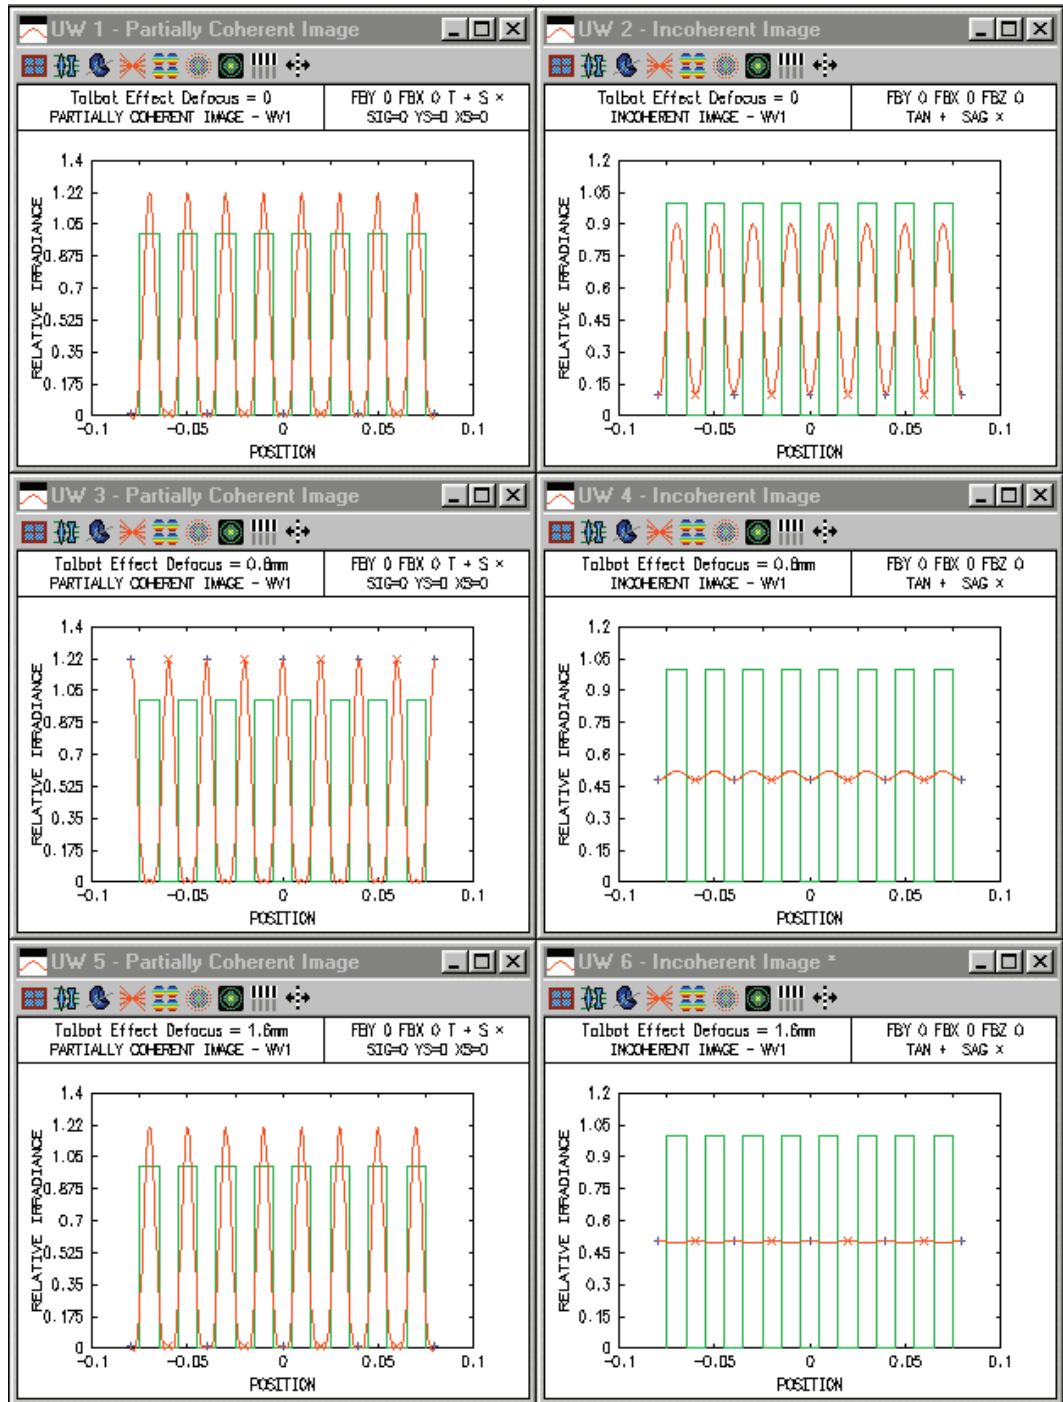 UW 1 - Partially Coherent Image
Talbot Effect Defocus = 0
PARTIALLY COHERENT IMAGE - WV1
FBY 0 FBX 0 T + S ×
SIG=0 YS=0 XS=0
RELATIVE IRRADIANCE
1.4
1.22
1.05
0.875
0.7
0.525
0.35
0.175
0
-0.1
-0.05
0
0.05
0.1
POSITION
UW 2 - Incoherent Image
Talbot Effect Defocus = 0
INCOHERENT IMAGE - WV1
FBY 0 FBX 0 FBZ 0
TAN + SAG ×
RELATIVE IRRADIANCE
1.2
1.05
0.9
0.75
0.6
0.45
0.3
0.15
0
-0.1
-0.05
0
0.05
0.1
POSITION
UW 3 - Partially Coherent Image
Talbot Effect Defocus = 0.8mm
PARTIALLY COHERENT IMAGE - WV1
FBY 0 FBX 0 T + S ×
SIG=0 YS=0 XS=0
RELATIVE IRRADIANCE
1.4
1.22
1.05
0.875
0.7
0.525
0.35
0.175
0
-0.1
-0.05
0
0.05
0.1
POSITION
UW 4 - Incoherent Image
Talbot Effect Defocus = 0.8mm
INCOHERENT IMAGE - WV1
FBY 0 FBX 0 FBZ 0
TAN + SAG ×
RELATIVE IRRADIANCE
1.2
1.05
0.9
0.75
0.6
0.45
0.3
0.15
0
-0.1
-0.05
0
0.05
0.1
POSITION
UW 5 - Partially Coherent Image
Talbot Effect Defocus = 1.6mm
PARTIALLY COHERENT IMAGE - WV1
FBY 0 FBX 0 T + S ×
SIG=0 YS=0 XS=0
RELATIVE IRRADIANCE
1.4
1.22
1.05
0.875
0.7
0.525
0.35
0.175
0
-0.1
-0.05
0
0.05
0.1
POSITION
UW 6 - Incoherent Image *
Talbot Effect Defocus = 1.6mm
INCOHERENT IMAGE - WV1
FBY 0 FBX 0 FBZ 0
TAN + SAG ×
RELATIVE IRRADIANCE
1.2
1.05
0.9
0.75
0.6
0.45
0.3
0.15
0
-0.1
-0.05
0
0.05
0.1
POSITION